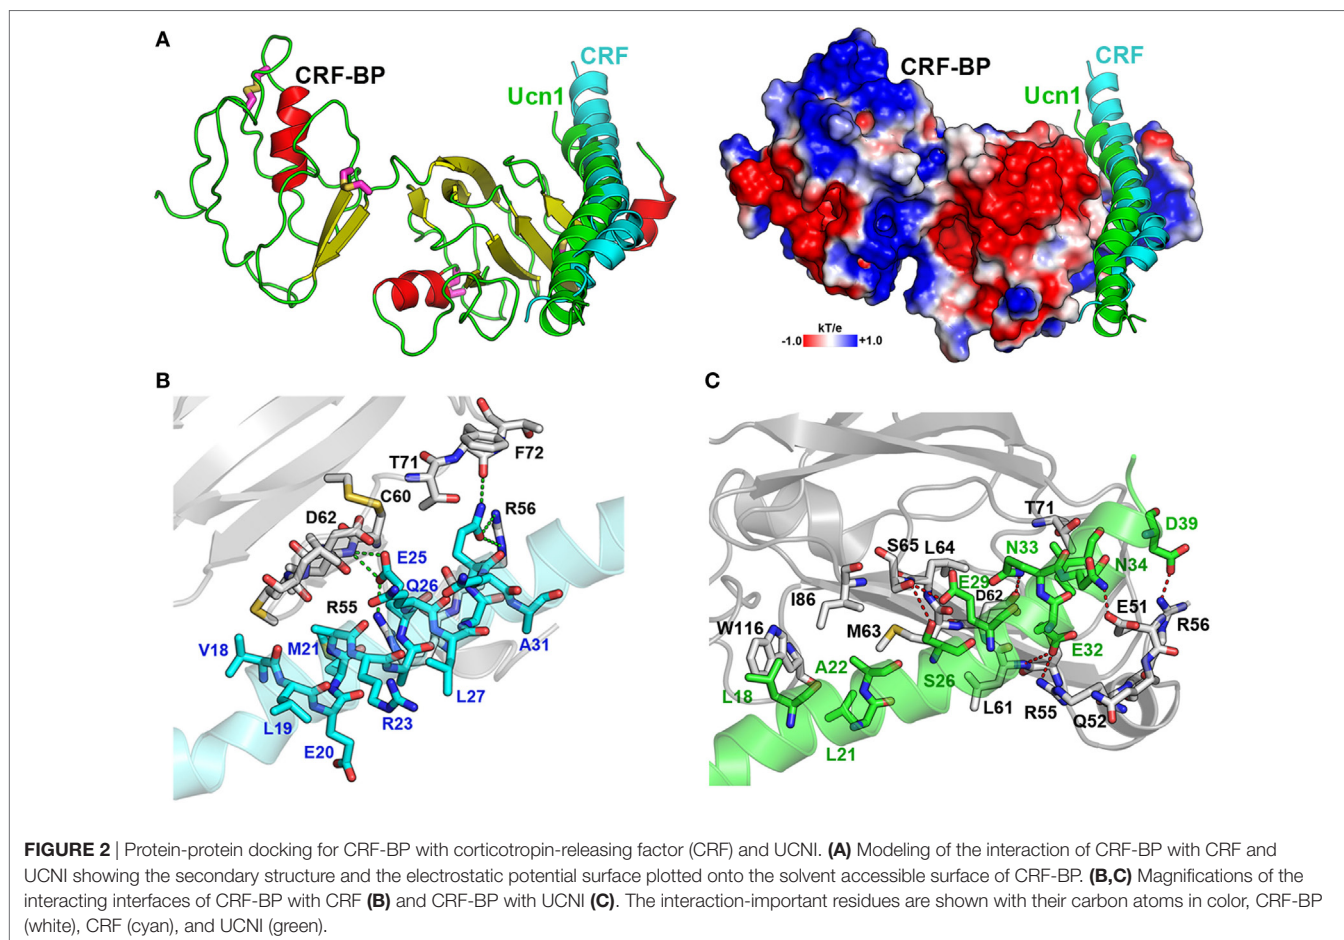 A
CRF-BP
CRF
Ucn1
CRF-BP
CRF
Ucn1
kT/e
-1.0
+1.0
B
T71
F72
C60
R56
D62
E25
Q26
R55
V18
M21
A31
L27
L19
R23
E20
C
T71
D39
S65
L64
N33
N34
E29
D62
I86
E51
R56
W116
M63
E32
A22
S26
L18
L61
R55
Q52
L21
FIGURE 2 | Protein-protein docking for CRF-BP with corticotropin-releasing factor (CRF) and UCNI. (A) Modeling of the interaction of CRF-BP with CRF and
UCNI showing the secondary structure and the electrostatic potential surface plotted onto the solvent accessible surface of CRF-BP. (B,C) Magnifications of the
interacting interfaces of CRF-BP with CRF (B) and CRF-BP with UCNI (C). The interaction-important residues are shown with their carbon atoms in color, CRF-BP
(white), CRF (cyan), and UCNI (green).